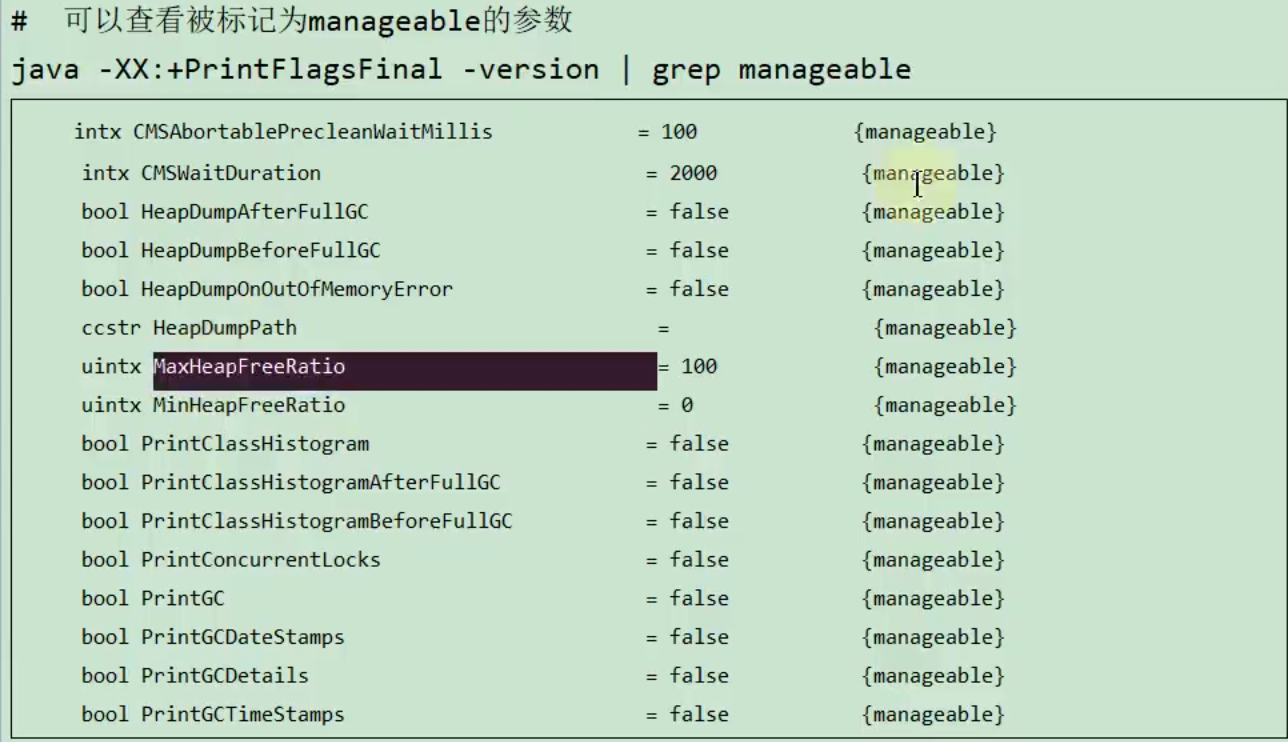 # 可以查看被标记为manageable的参数
java -XX:+PrintFlagsFinal -version | grep manageable
intx CMSAbortablePrecleanWaitMillis = 100 {manageable}
intx CMSWaitDuration = 2000 {manageable}
bool HeapDumpAfterFullGC = false {manageable}
bool HeapDumpBeforeFullGC = false {manageable}
bool HeapDumpOnOutOfMemoryError = false {manageable}
ccstr HeapDumpPath = {manageable}
uintx MaxHeapFreeRatio = 100 {manageable}
uintx MinHeapFreeRatio = 0 {manageable}
bool PrintClassHistogram = false {manageable}
bool PrintClassHistogramAfterFullGC = false {manageable}
bool PrintClassHistogramBeforeFullGC = false {manageable}
bool PrintConcurrentLocks = false {manageable}
bool PrintGC = false {manageable}
bool PrintGCDateStamps = false {manageable}
bool PrintGCDetails = false {manageable}
bool PrintGCTimeStamps = false {manageable}